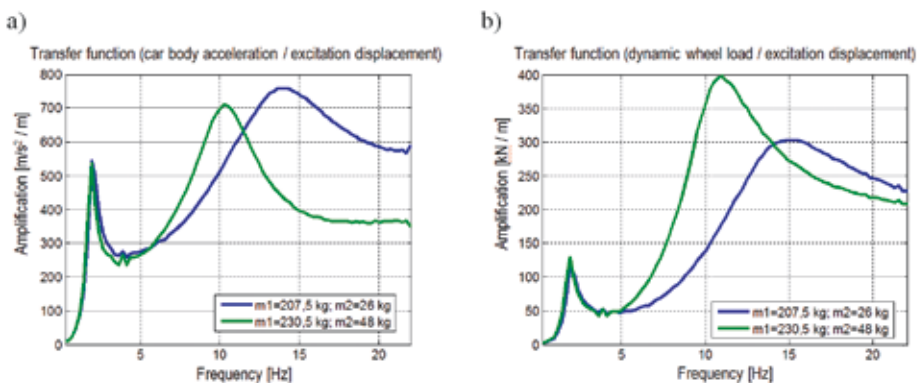 a)
Transfer function (car body acceleration / excitation displacement)
Amplification [m/s² / m]
800
700
600
500
400
300
200
100
0
5
10
15
20
Frequency [Hz]
m1=207,5 kg; m2=26 kg
m1=230,5 kg; m2=48 kg
b)
Transfer function (dynamic wheel load / excitation displacement)
Amplification [kN / m]
400
350
300
250
200
150
100
50
0
5
10
15
20
Frequency [Hz]
m1=207,5 kg; m2=26 kg
m1=230,5 kg; m2=48 kg